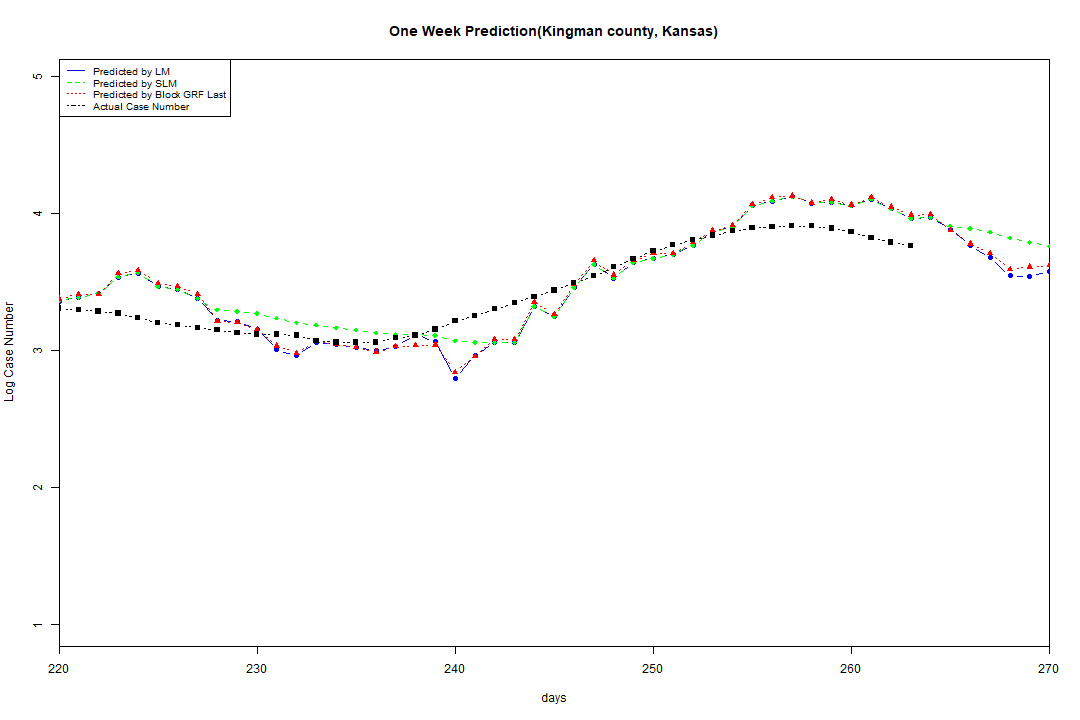 One Week Prediction(Kingman county, Kansas)
Predicted by LM
Predicted by SLM
Predicted by Block GRF Last
Actual Case Number
5
4
3
2
1
Log Case Number
220 230 240 250 260 270
days